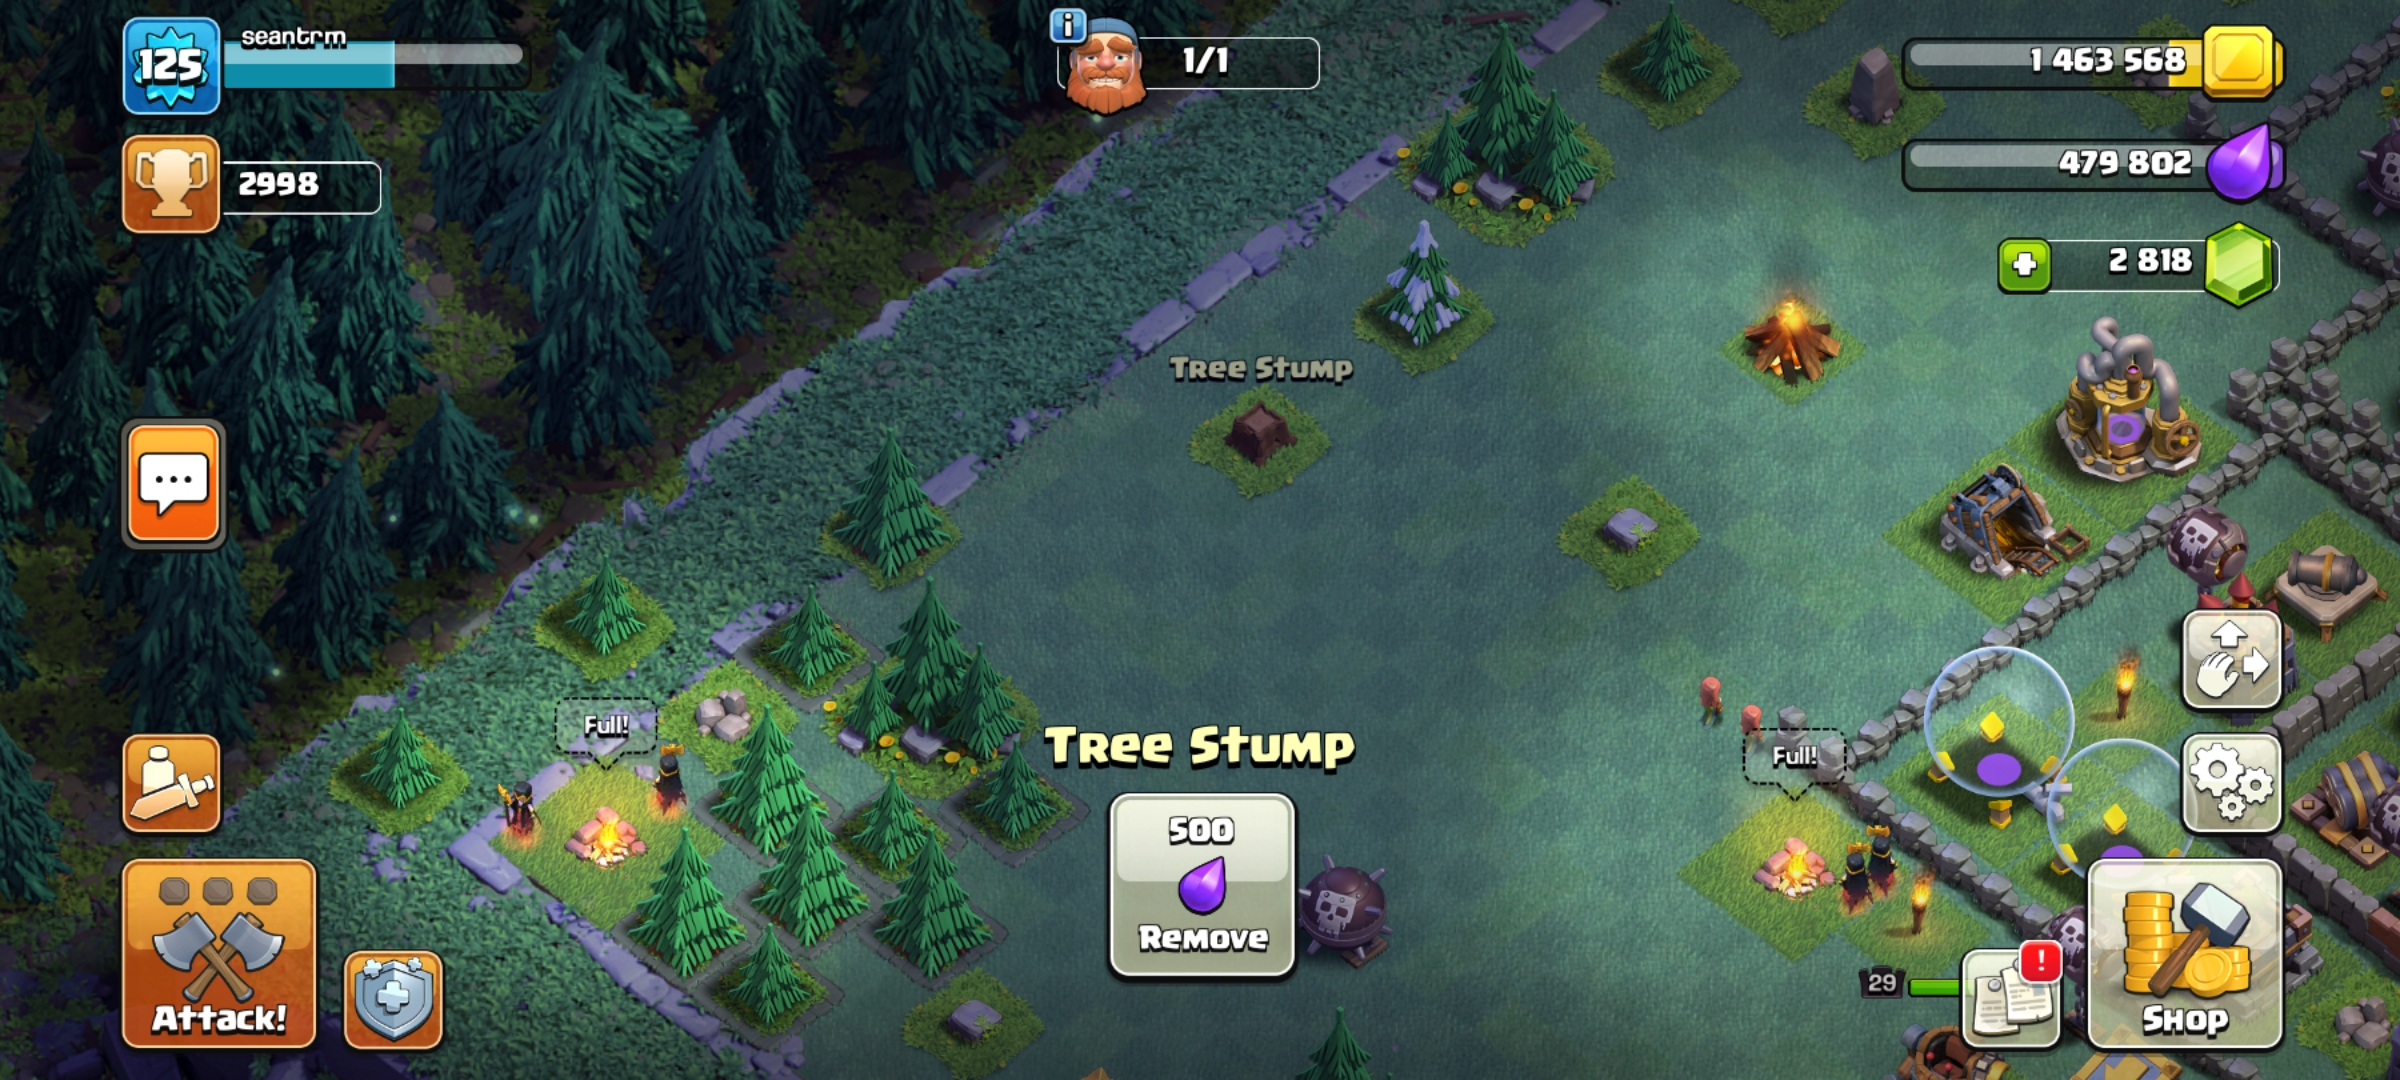 125
seantrm
i
1/1
1 463 568
2998
479 802
2 818
Tree Stump
Full!
Tree Stump
Full!
500
Remove
29
!
Attack!
Shop